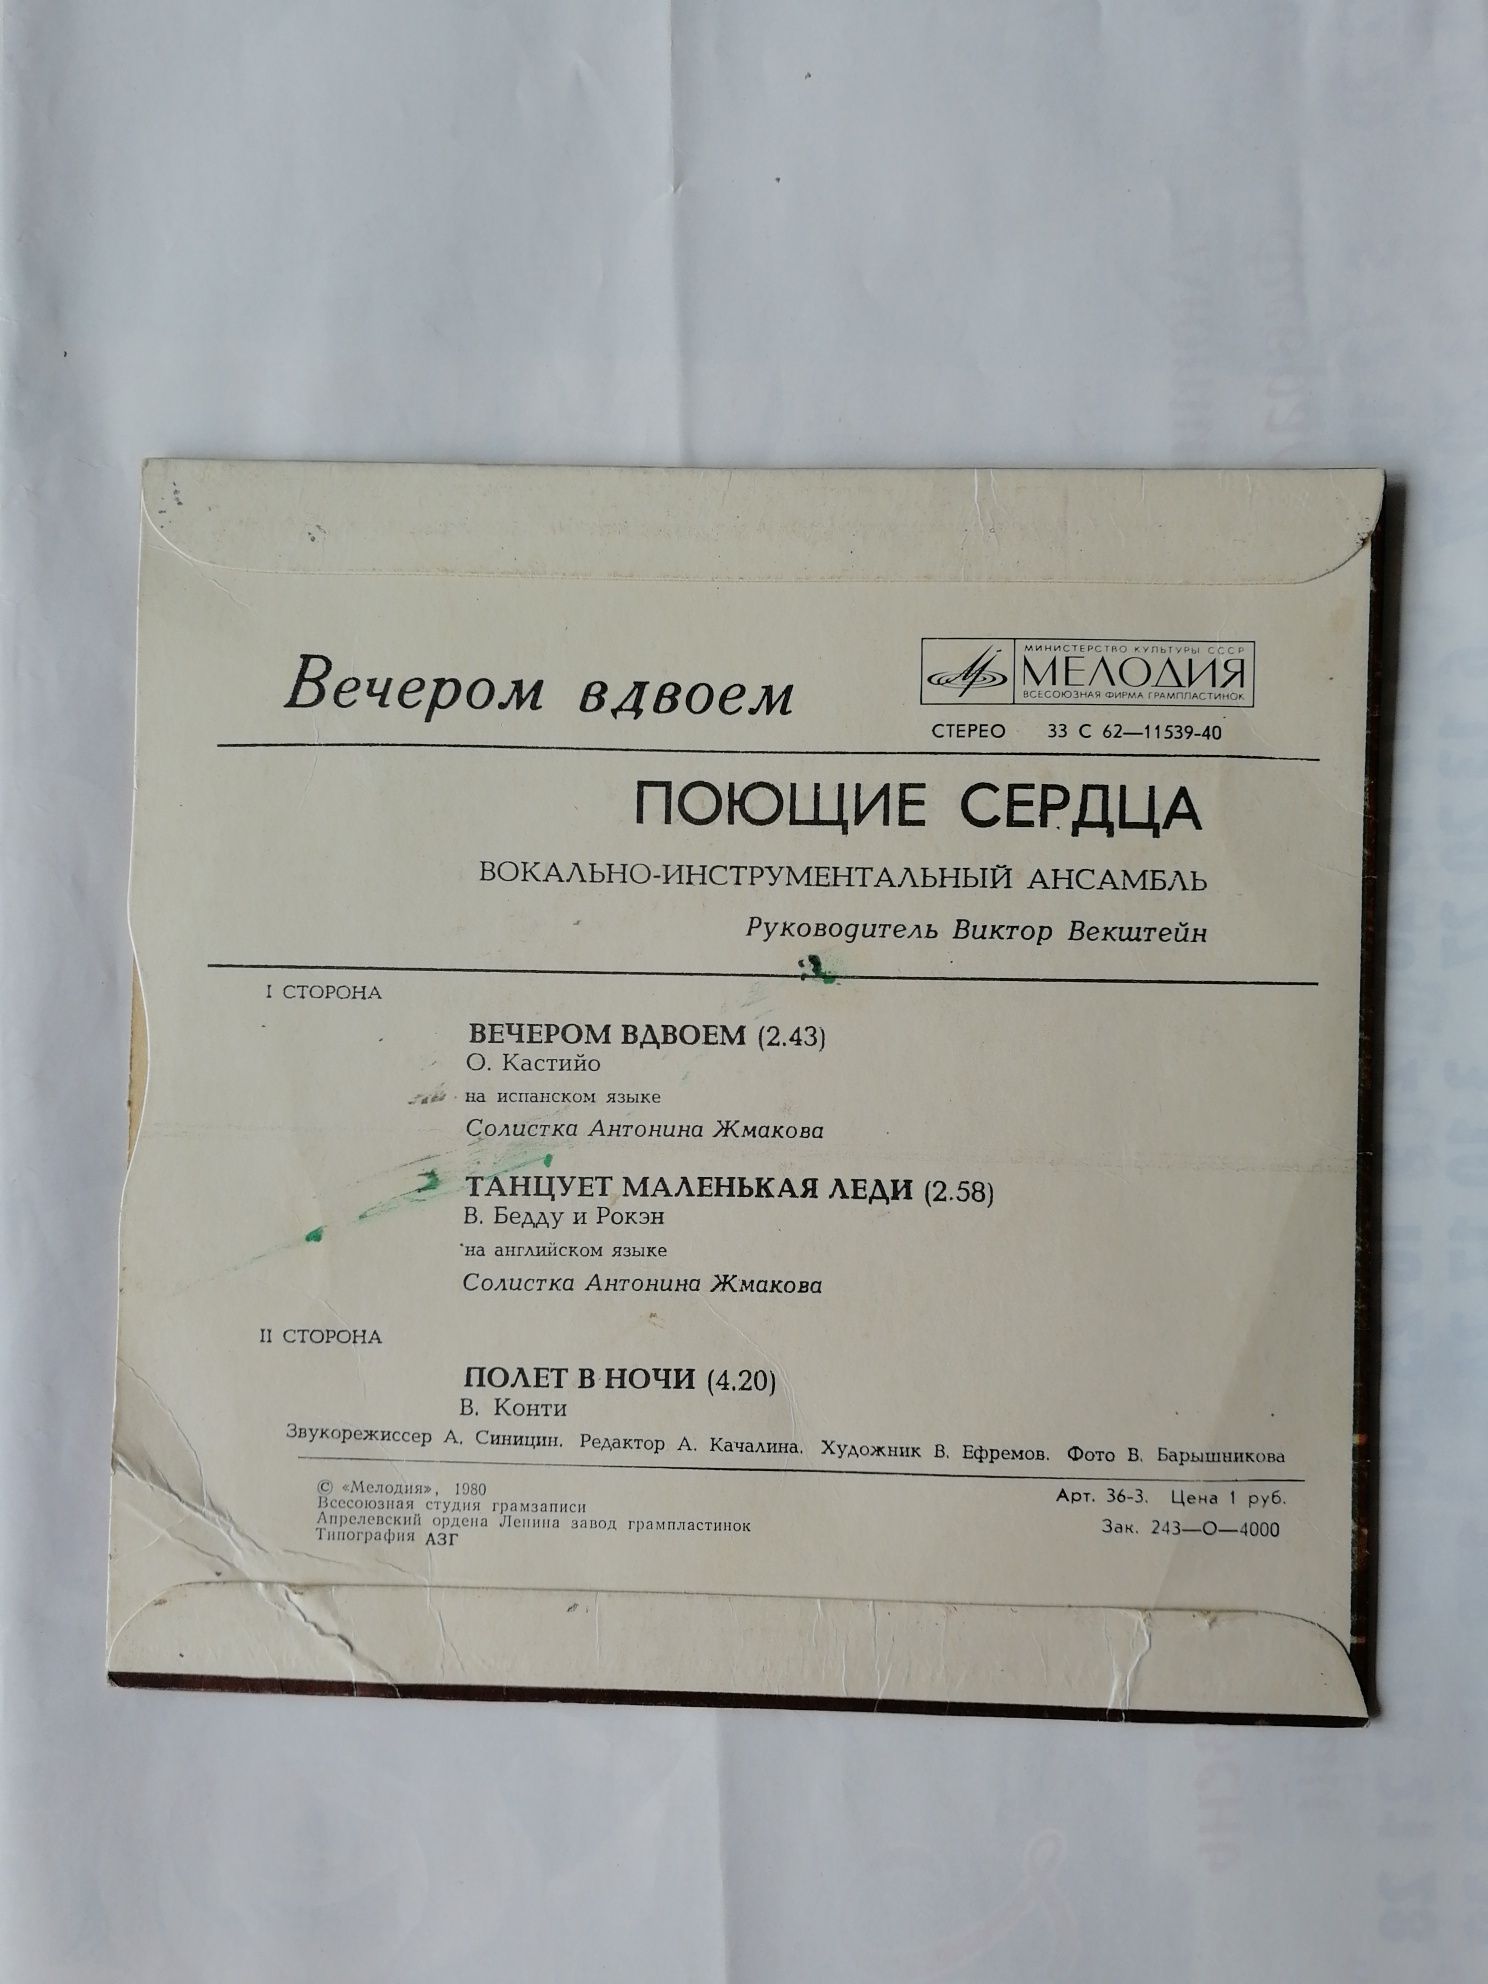 Вечером вдвоем
МИНИСТЕРСТВО КУЛЬТУРЫ СССР
МЕЛОДИЯ
ВСЕСОЮЗНАЯ ФИРМА ГРАМПЛАСТИНОК
СТЕРЕО 33 С 62—11539-40
ПОЮЩИЕ СЕРДЦА
ВОКАЛЬНО-ИНСТРУМЕНТАЛЬНЫЙ АНСАМБЛЬ
Руководитель Виктор Векштейн
I СТОРОНА
ВЕЧЕРОМ ВДВОЕМ (2.43)
О. Кастийо
на испанском языке
Солистка Антонина Жмакова
ТАНЦУЕТ МАЛЕНЬКАЯ ЛЕДИ (2.58)
В. Бедду и Рокэн
на английском языке
Солистка Антонина Жмакова
II СТОРОНА
ПОЛЕТ В НОЧИ (4.20)
В. Конти
Звукорежиссер А. Синицин. Редактор А. Качалина. Художник В. Ефремов. Фото В. Барышникова
© «Мелодия», 1980
Всесоюзная студия грамзаписи
Апрелевский ордена Ленина завод грампластинок
Типография АЗГ
Арт. 36-3. Цена 1 руб.
Зак. 243—О—4000